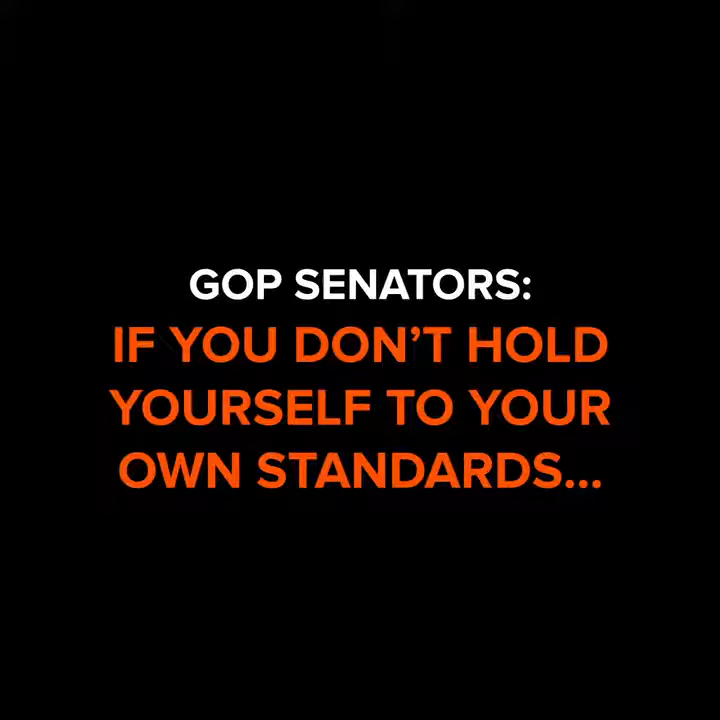 GOP SENATORS:
IF YOU DON’T HOLD
YOURSELF TO YOUR
OWN STANDARDS...